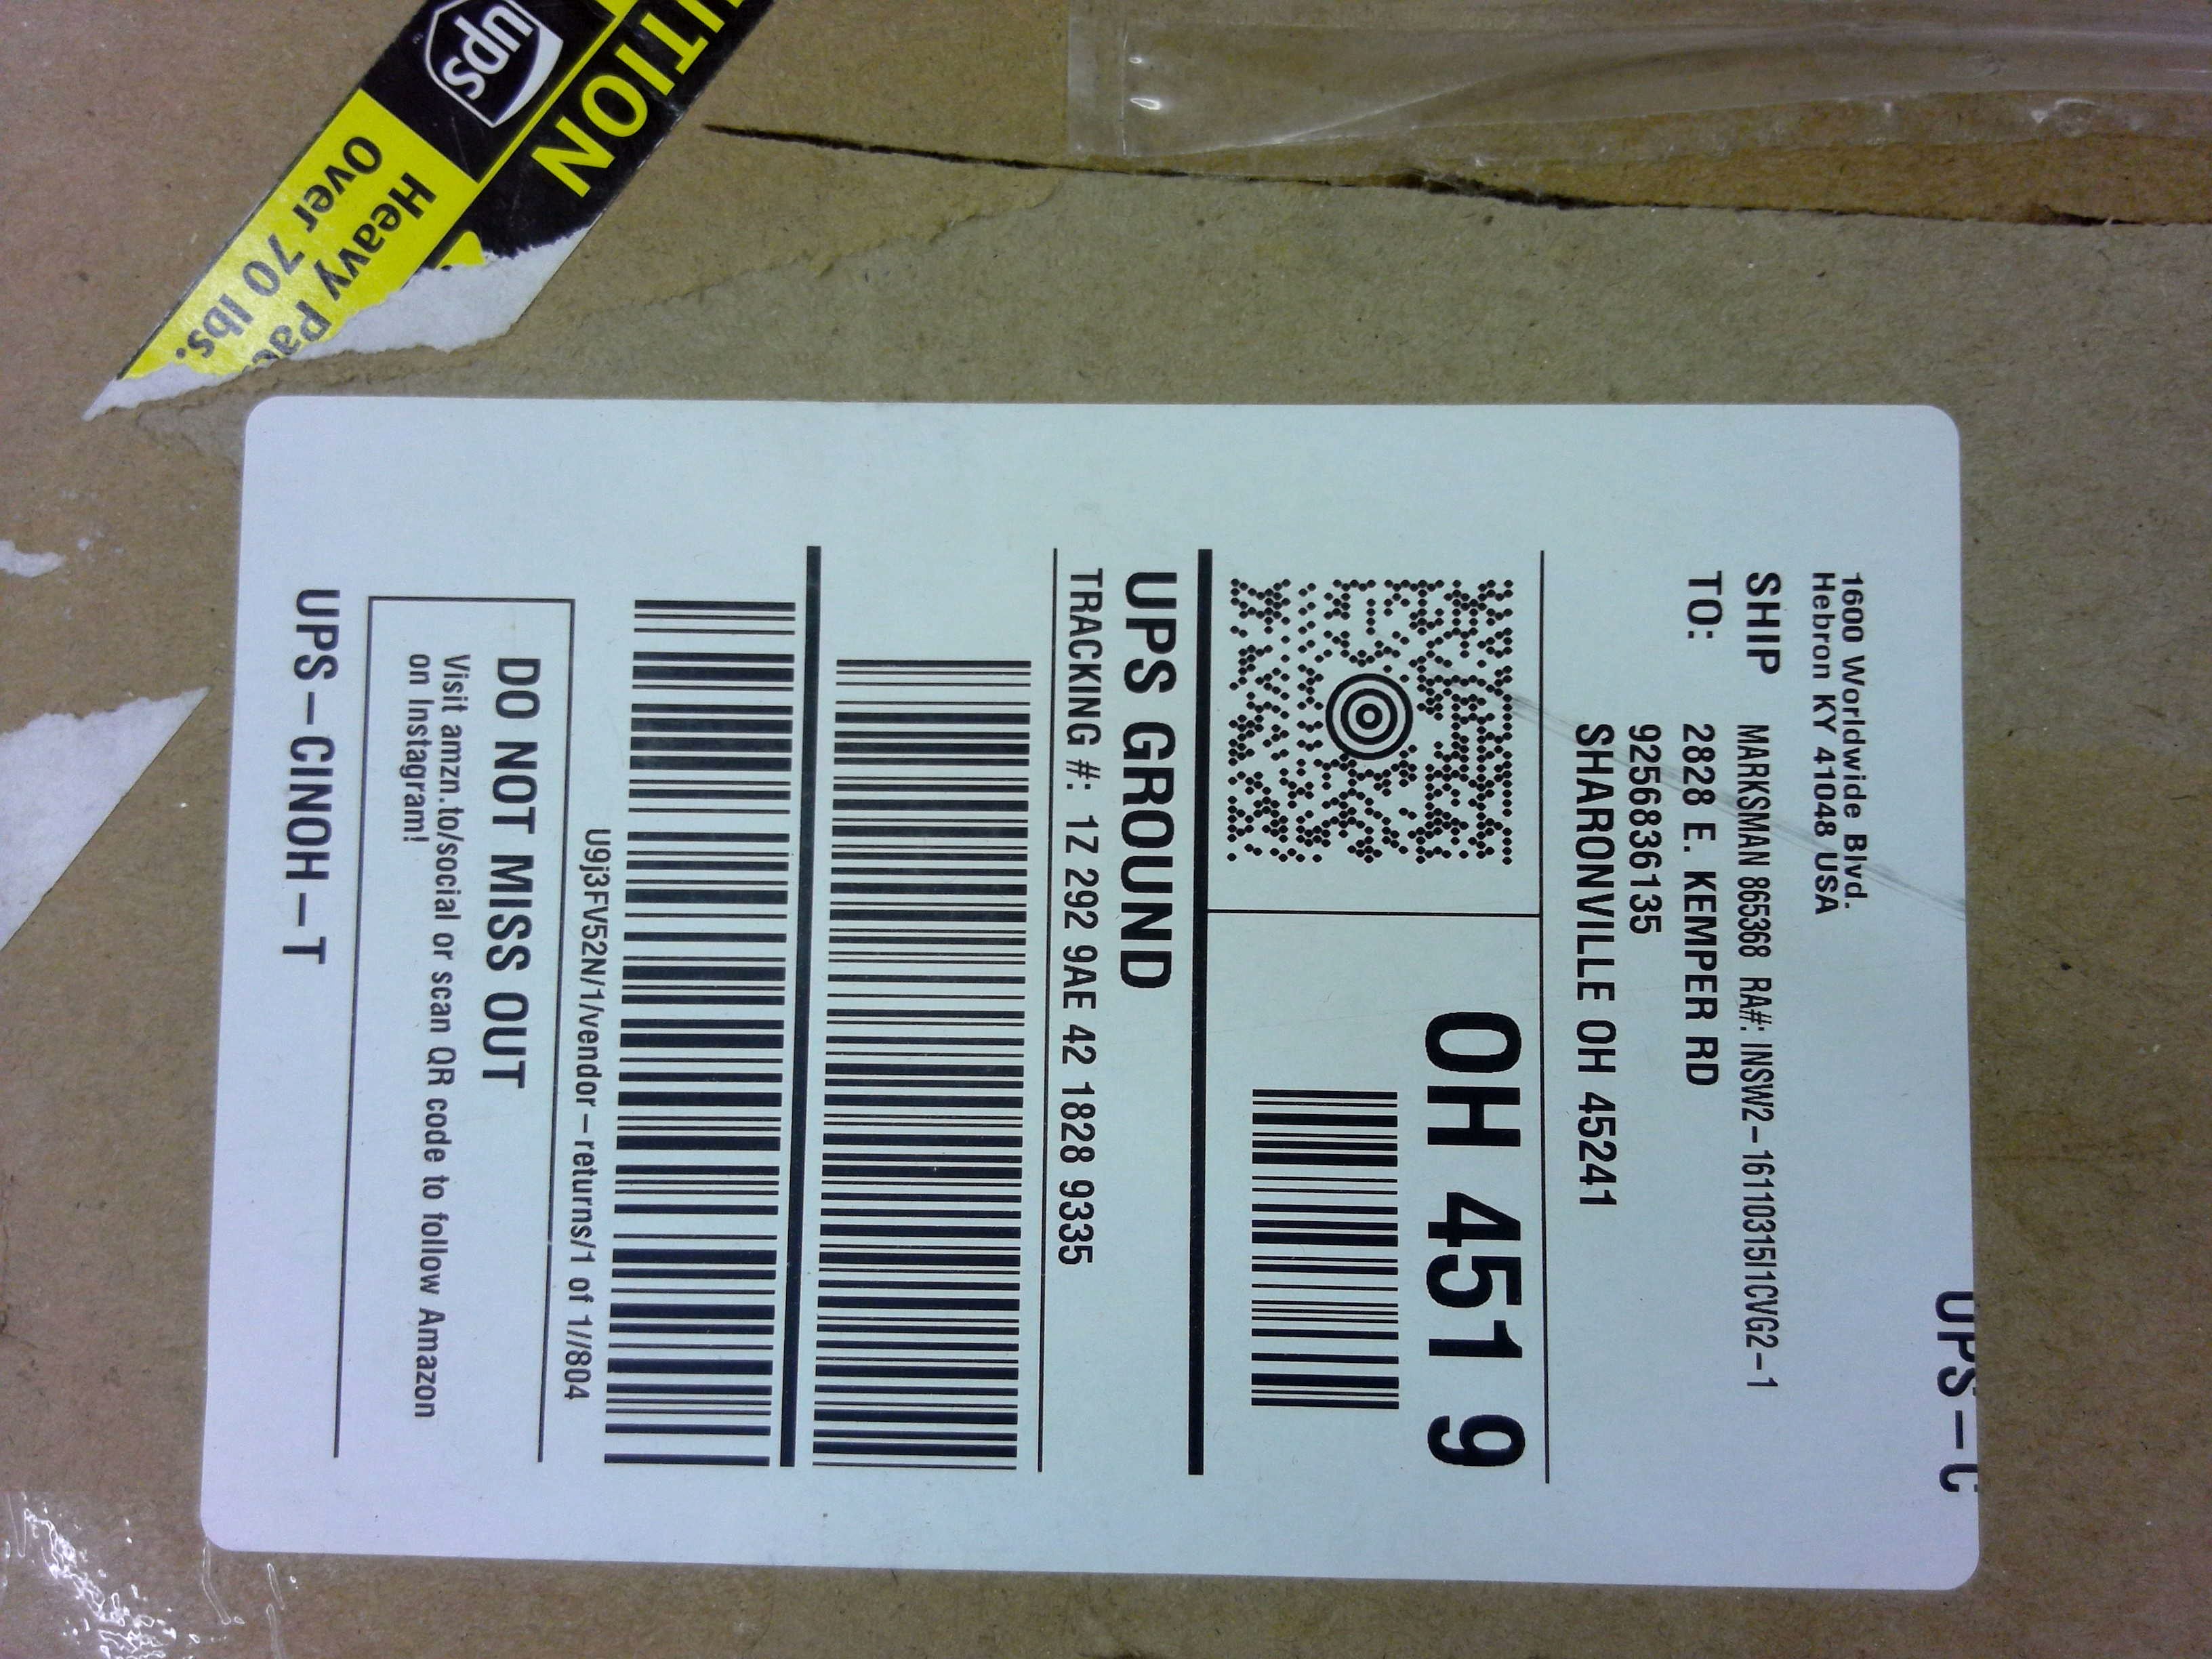 ups
UTION
Heavy Pac
Over 70 lbs.
UPS-C
1600 Worldwide Blvd.
Hebron KY 41048 USA
SHIP
TO:
MARKSMAN 865368 RA#: INSW2-161103151CVG2-1
2828 E. KEMPER RD
9256836135
SHARONVILLE OH 45241
OH 451 9
UPS GROUND
TRACKING #: 1Z 292 9AE 42 1828 9335
U9j3FV52N/1/vendor-returns/1 of 1//804
DO NOT MISS OUT
Visit amzn.to/social or scan QR code to follow Amazon
on Instagram!
UPS-CINOH-T